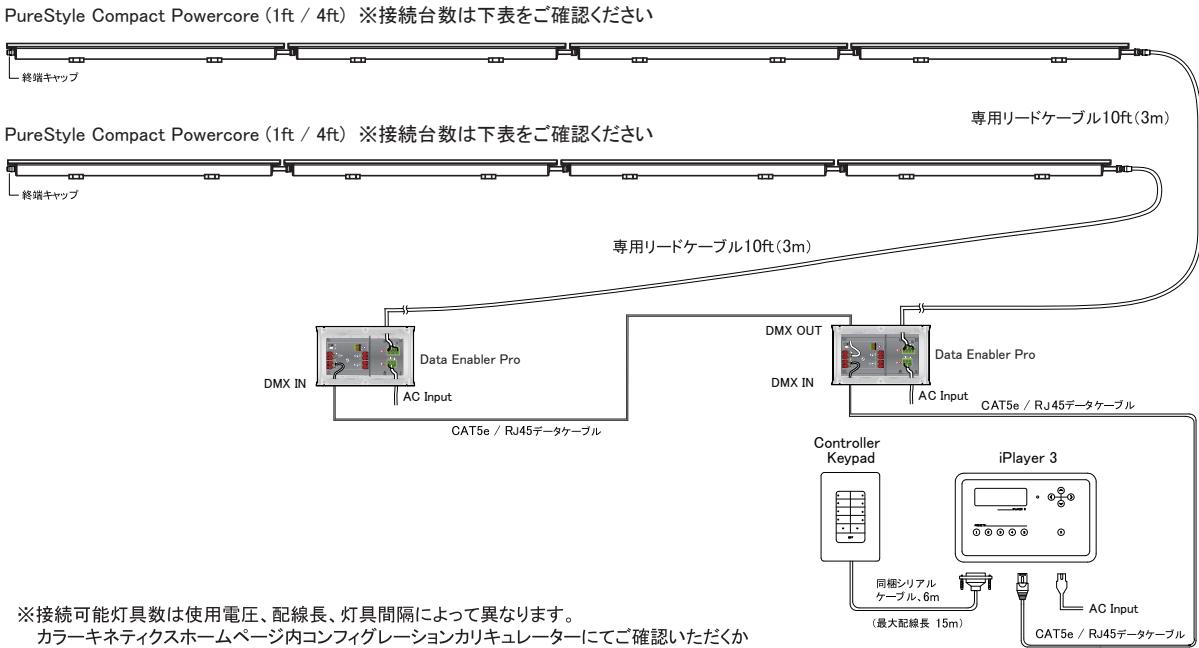 PureStyle Compact Powercore (1ft / 4ft) ※接続台数は下表をご確認ください
終端キャップ
専用リードケーブル10ft(3m)
PureStyle Compact Powercore (1ft / 4ft) ※接続台数は下表をご確認ください
終端キャップ
専用リードケーブル10ft(3m)
DMX OUT
Data Enabler Pro
Data Enabler Pro
DMX IN
DMX IN
AC Input
AC Input
CAT5e / RJ45データケーブル
CAT5e / RJ45データケーブル
Controller
Keypad
iPlayer 3
同梱シリアル
ケーブル、6m
(最大配線長 15m)
AC Input
CAT5e / RJ45データケーブル
※接続可能灯具数は使用電圧、配線長、灯具間隔によって異なります。
カラーキネティクスホームページ内コンフィグレーションカリキュレーターにてご確認いただくか